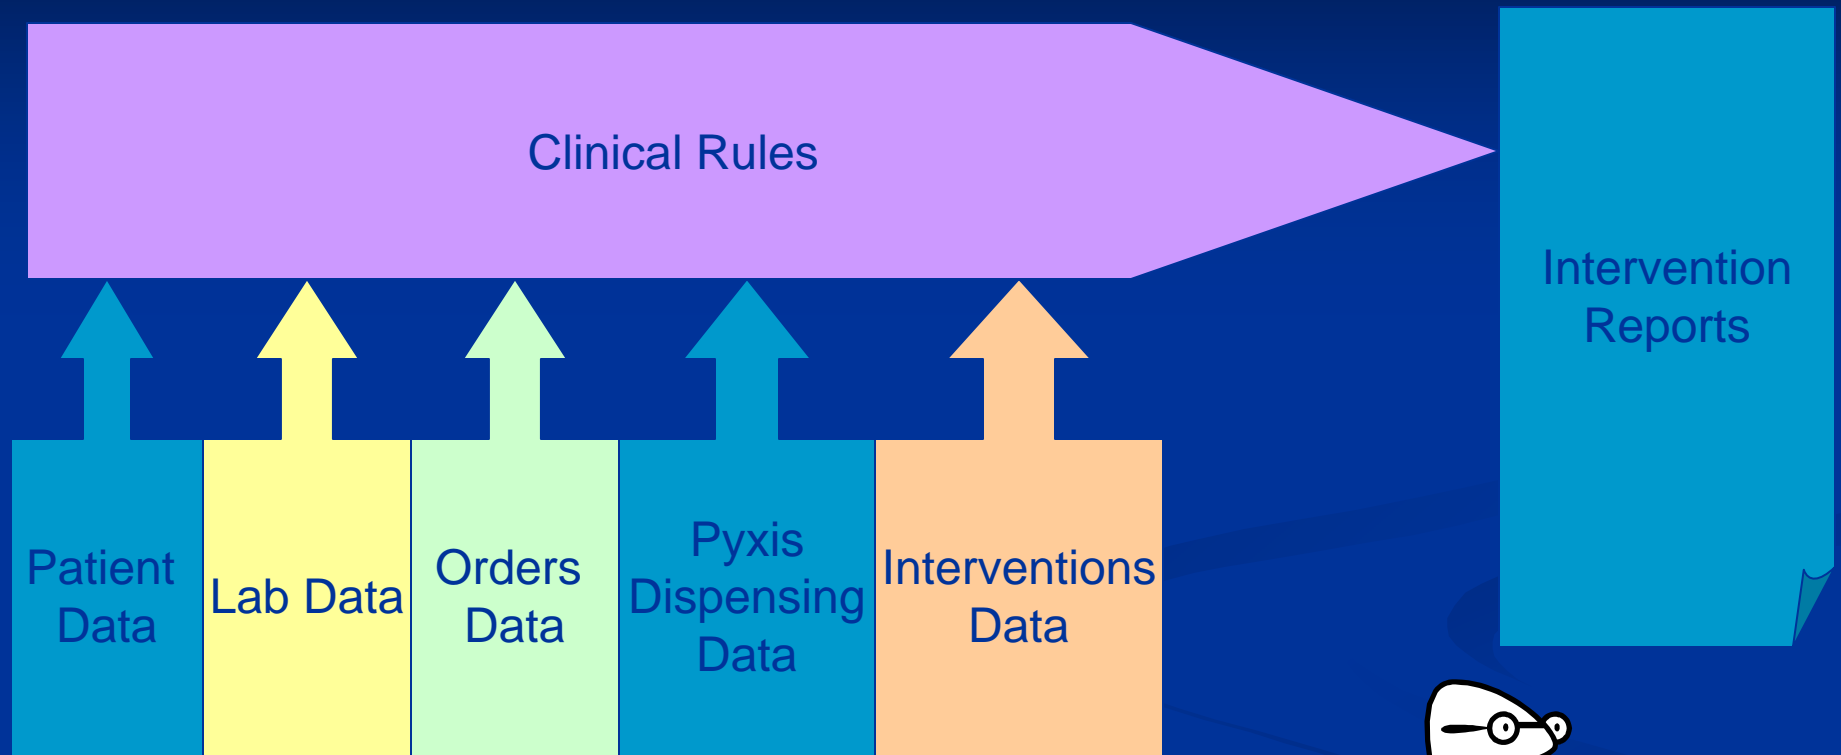 Clinical Rules
Intervention
Reports
Patient
Data
Lab Data
Orders
Data
Pyxis
Dispensing
Data
Interventions
Data